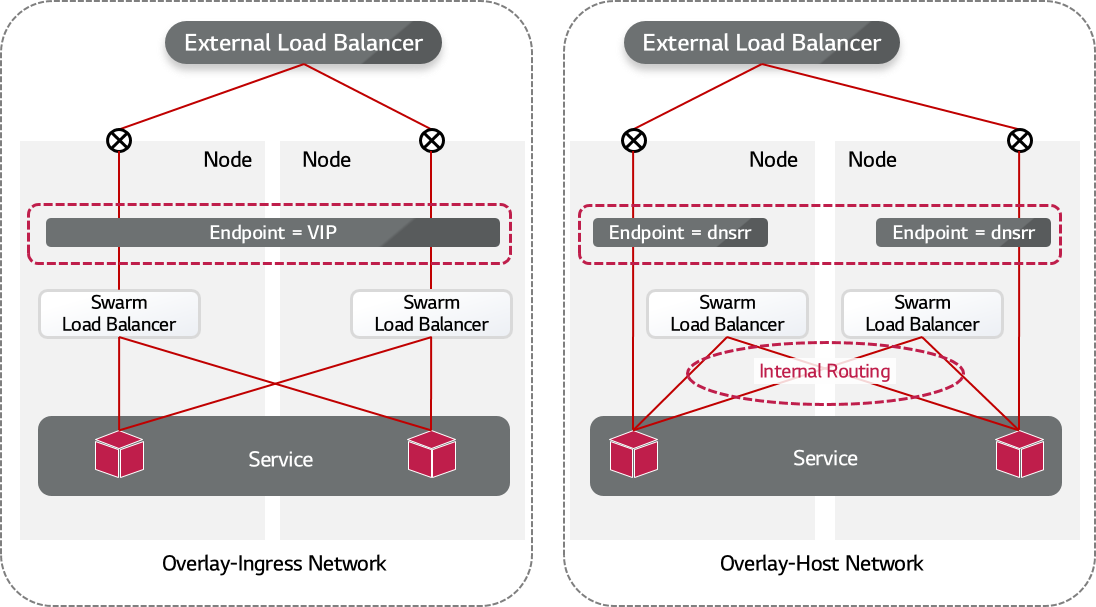 External Load Balancer
Node
Node
Endpoint = VIP
Swarm
Load Balancer
Swarm
Load Balancer
Service
Overlay-Ingress Network
External Load Balancer
Node
Node
Endpoint = dnsrr
Endpoint = dnsrr
Swarm
Load Balancer
Swarm
Load Balancer
Internal Routing
Service
Overlay-Host Network